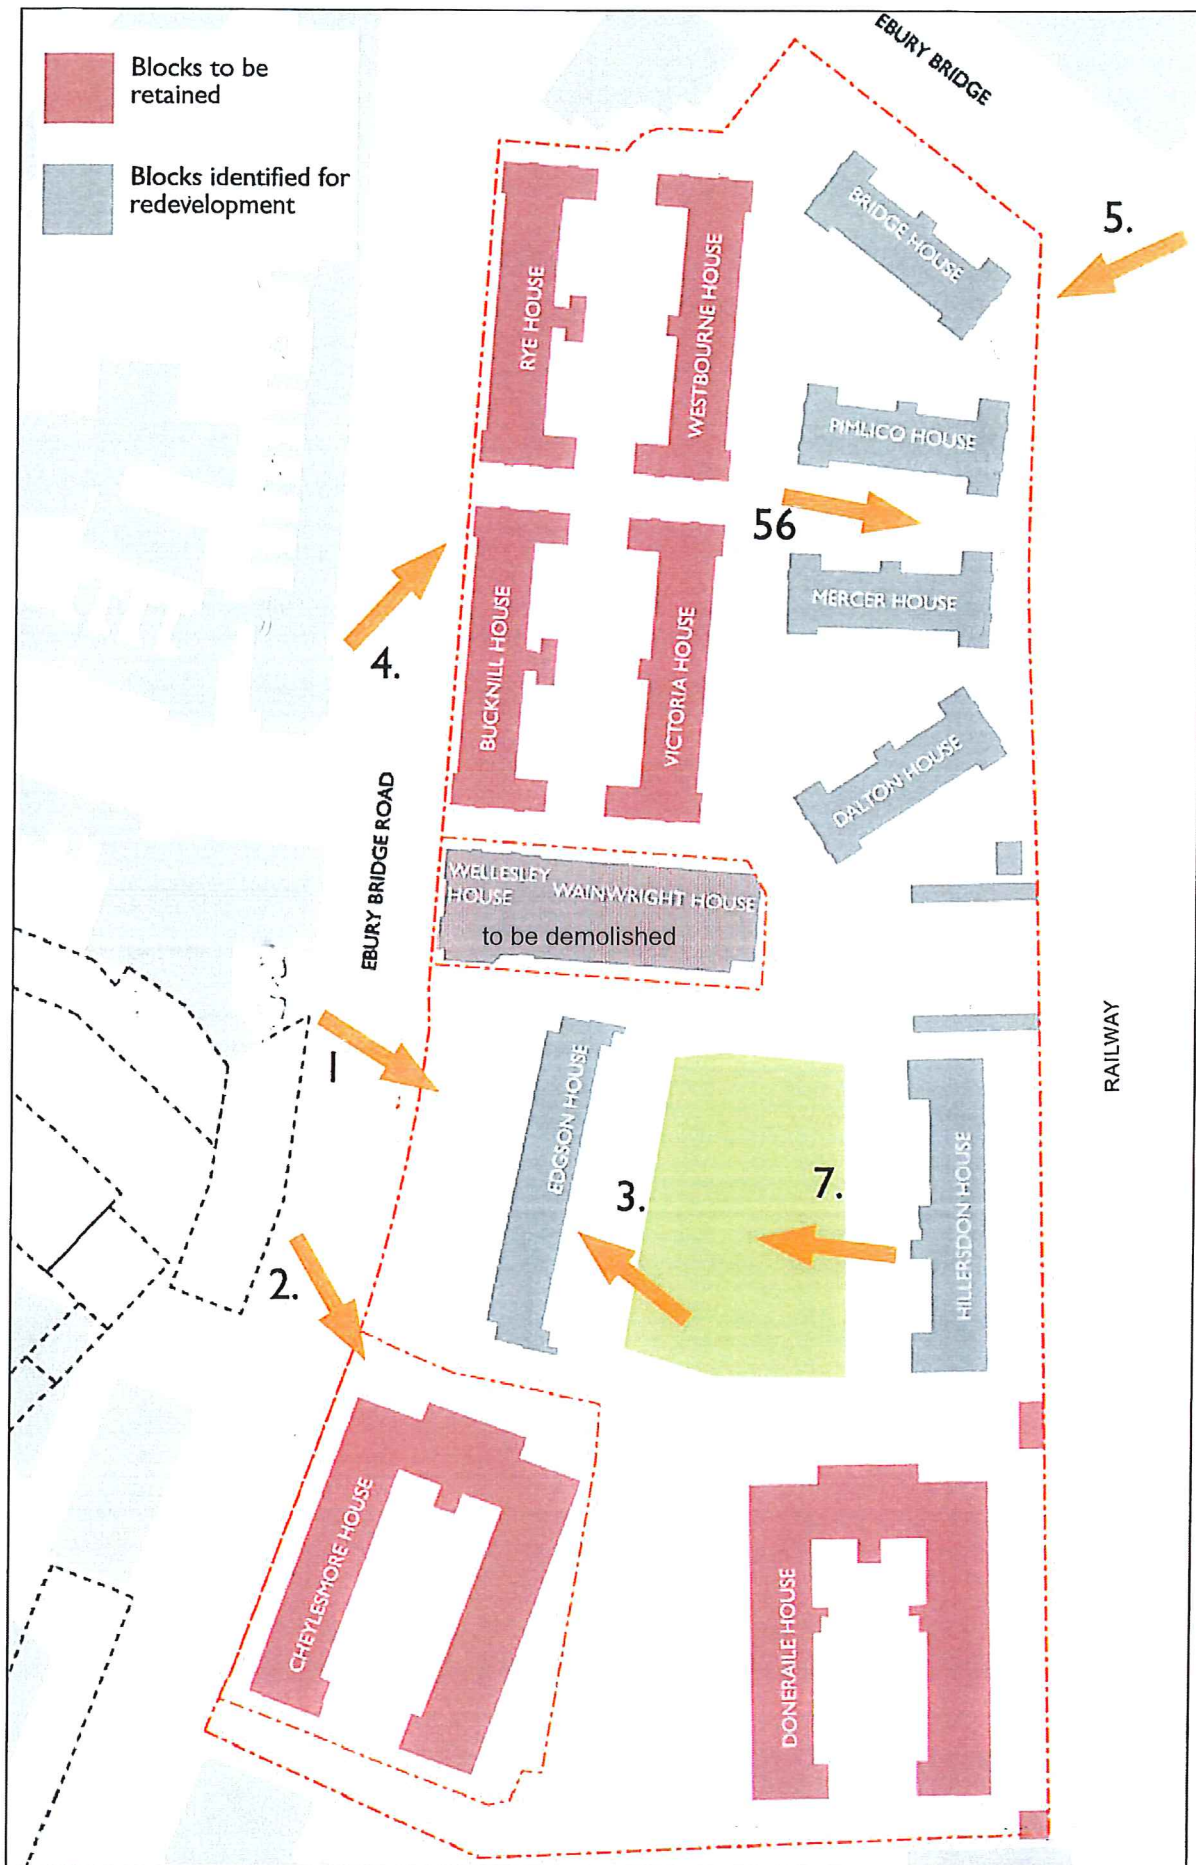 Blocks to be
retained
Blocks identified for
redevelopment
EBURY BRIDGE
5.
BRIDGE HOUSE
RYE HOUSE
WESTBOURNE HOUSE
PIMLICO HOUSE
56
MERCER HOUSE
4.
BUCKNILL HOUSE
VICTORIA HOUSE
DALTON HOUSE
EBURY BRIDGE ROAD
WELLESLEY
HOUSE
WAINWRIGHT HOUSE
to be demolished
RAILWAY
1
EDGSON HOUSE
3.
7.
HILLERSDON HOUSE
2.
CHEYLESMORE HOUSE
DONERAILE HOUSE